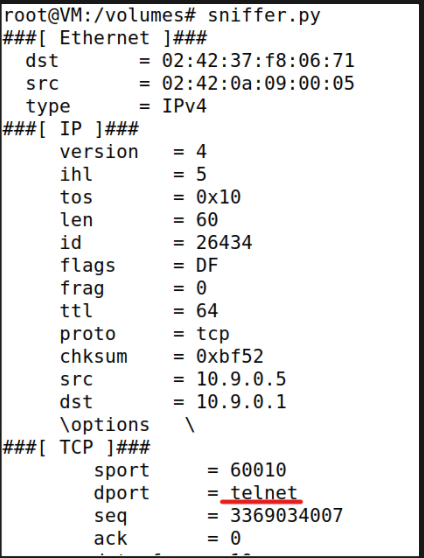 root@VM:/volumes# sniffer.py
###[ Ethernet ]###
  dst       = 02:42:37:f8:06:71
  src       = 02:42:0a:09:00:05
  type      = IPv4
###[ IP ]###
     version   = 4
     ihl       = 5
     tos       = 0x10
     len       = 60
     id        = 26434
     flags     = DF
     frag      = 0
     ttl       = 64
     proto     = tcp
     chksum    = 0xbf52
     src       = 10.9.0.5
     dst       = 10.9.0.1
     \options   \
###[ TCP ]###
        sport     = 60010
        dport     = telnet
        seq       = 3369034007
        ack       = 0